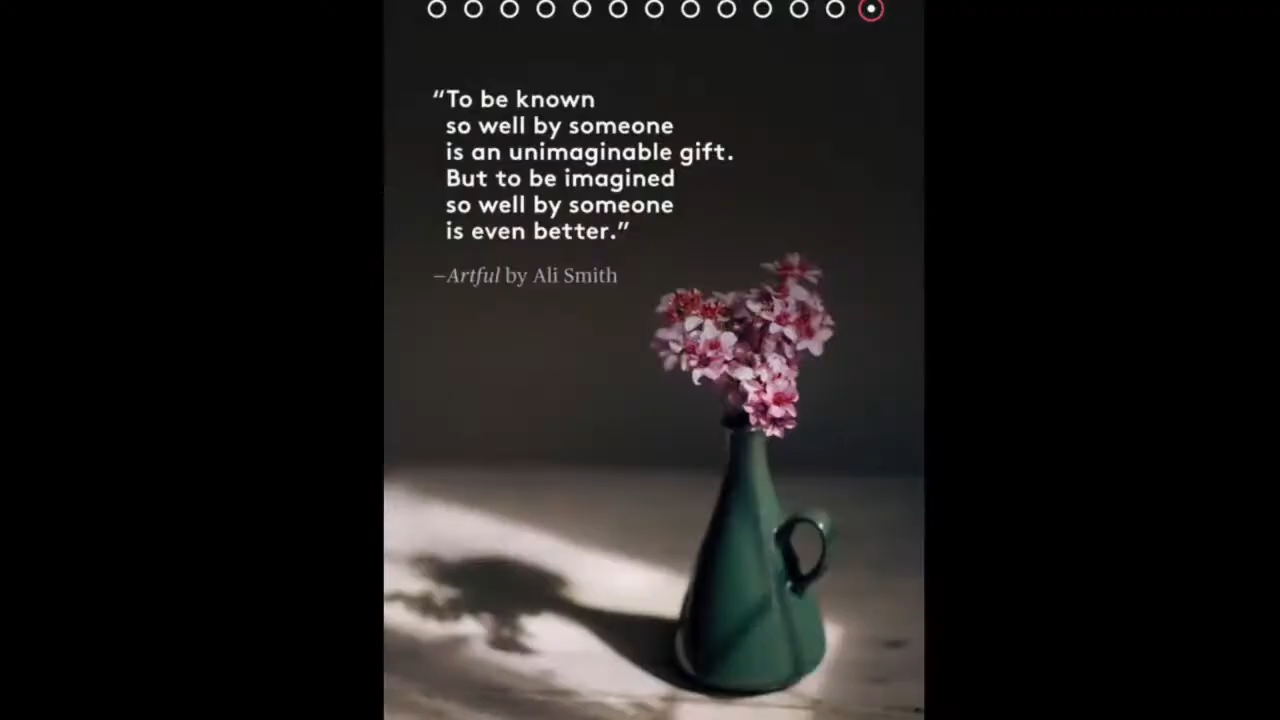 “To be known
so well by someone
is an unimaginable gift.
But to be imagined
so well by someone
is even better.”
–Artful by Ali Smith